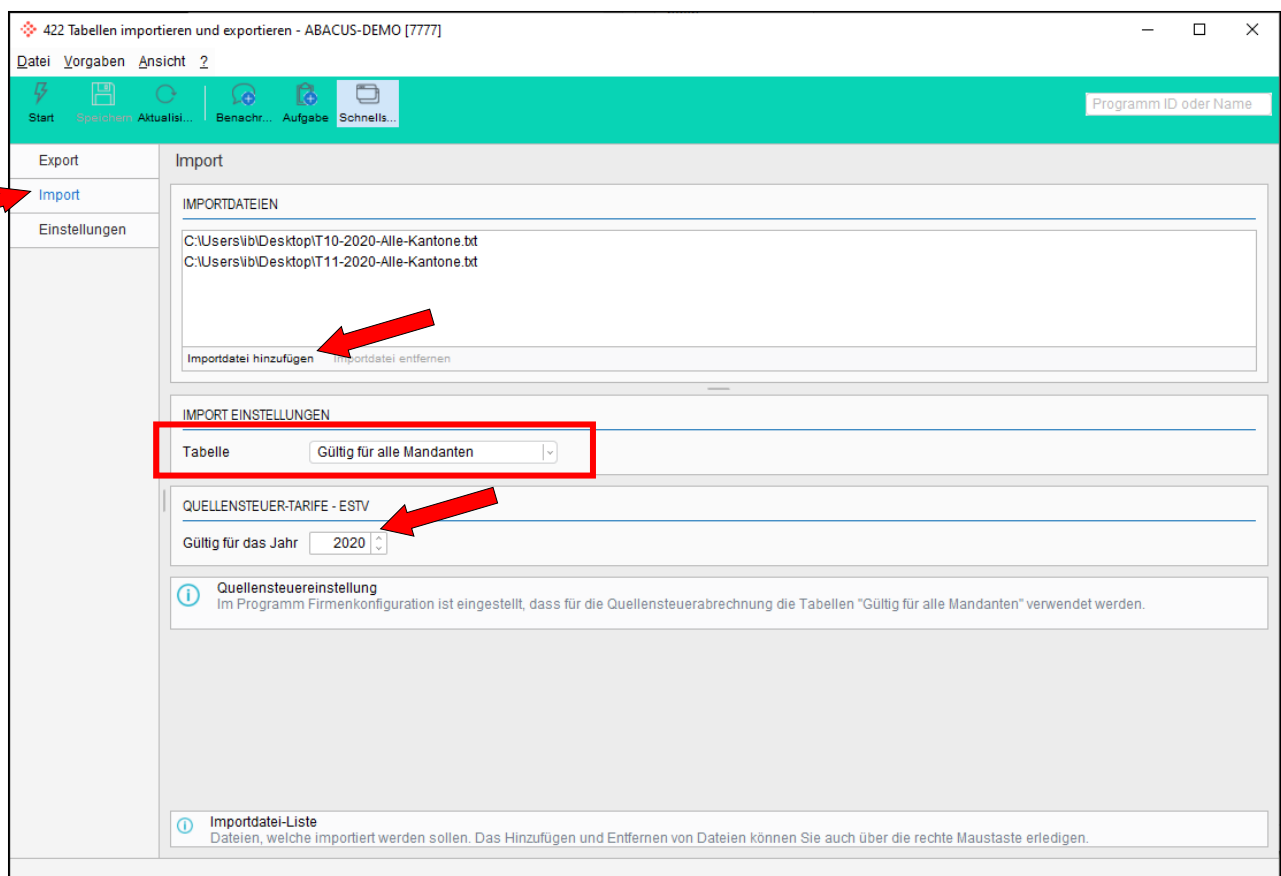 422 Tabellen importieren und exportieren - ABACUS-DEMO [7777]
Datei Vorgaben Ansicht ?
Start Speichern Aktualisi... Benachr... Aufgabe Schnells... Programm ID oder Name
Export
Import
Einstellungen
Import
IMPORTDATEIEN
C:\Users\ib\Desktop\T10-2020-Alle-Kantone.txt
C:\Users\ib\Desktop\T11-2020-Alle-Kantone.txt
Importdatei hinzufügen Importdatei entfernen
IMPORT EINSTELLUNGEN
Tabelle Gültig für alle Mandanten
QUELLENSTEUER-TARIFE - ESTV
Gültig für das Jahr 2020
Quellensteuereinstellung
Im Programm Firmenkonfiguration ist eingestellt, dass für die Quellensteuerabrechnung die Tabellen "Gültig für alle Mandanten" verwendet werden.
Importdatei-Liste
Dateien, welche importiert werden sollen. Das Hinzufügen und Entfernen von Dateien können Sie auch über die rechte Maustaste erledigen.